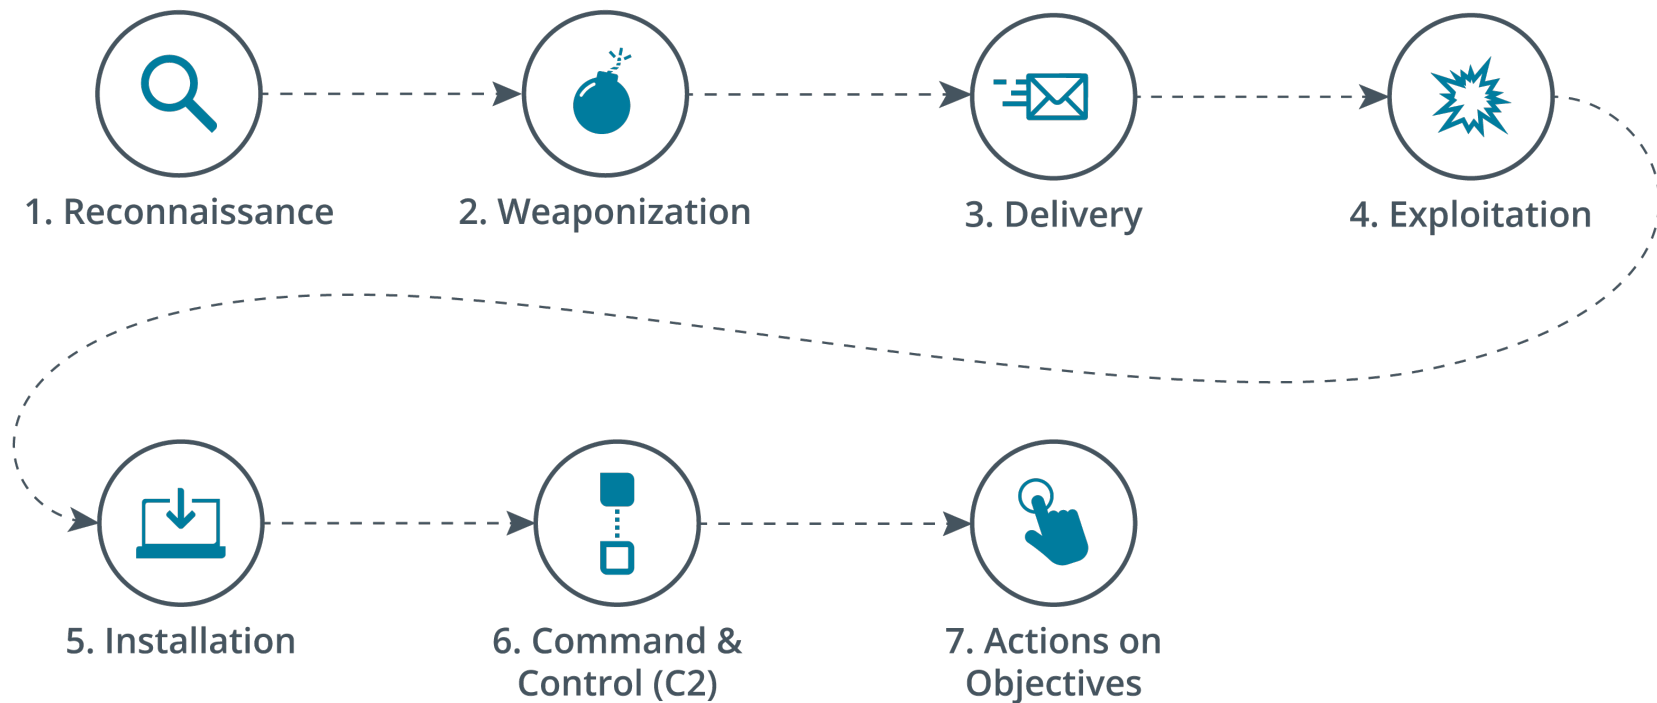 1. Reconnaissance
2. Weaponization
3. Delivery
4. Exploitation
5. Installation
6. Command &
Control (C2)
7. Actions on
Objectives